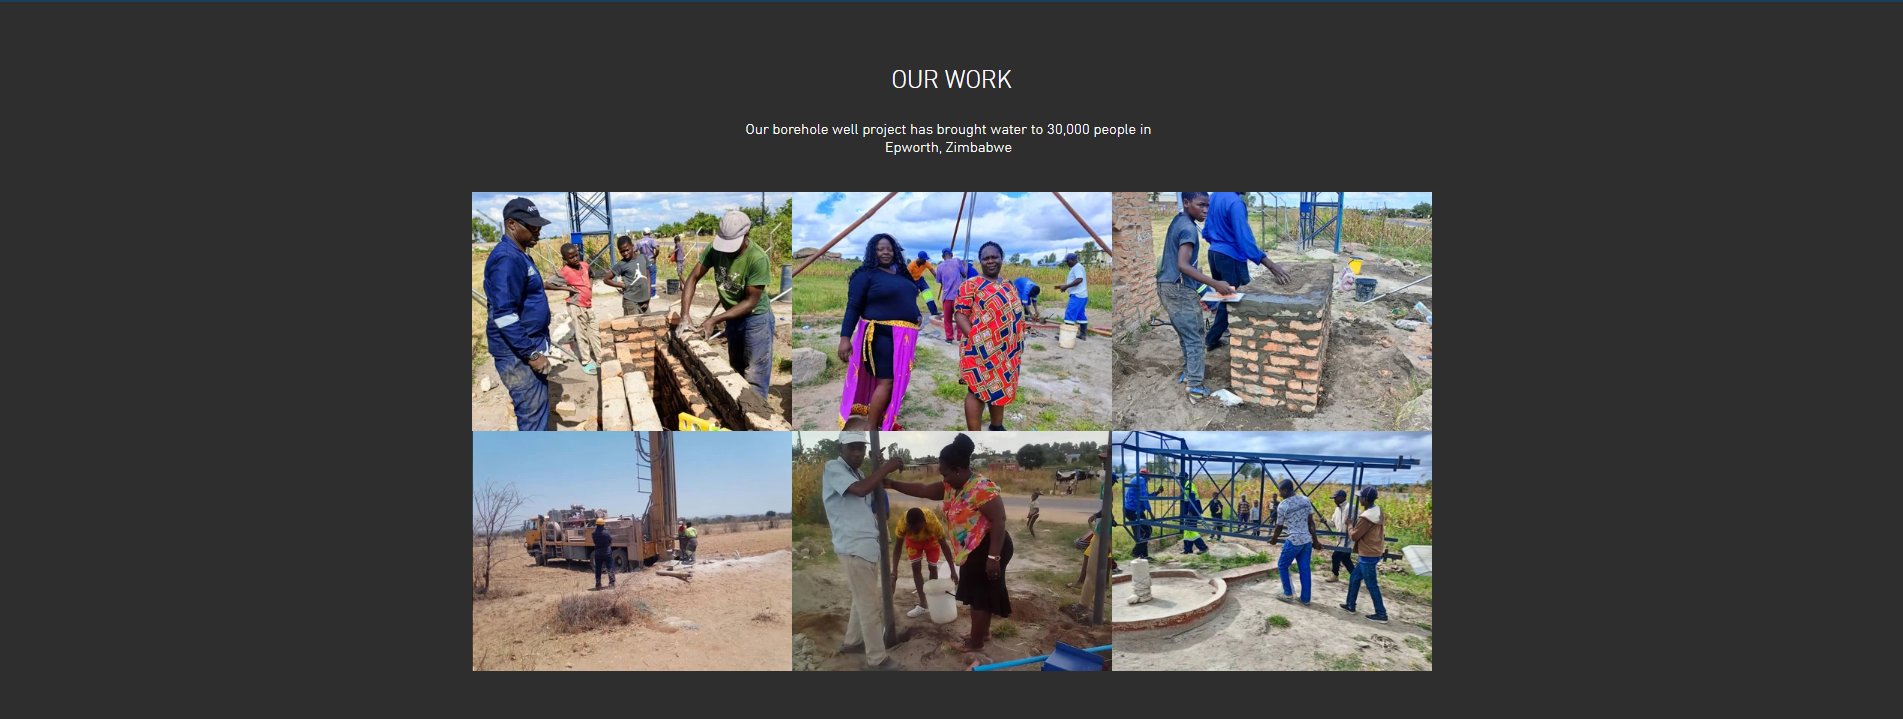 OUR WORK
Our borehole well project has brought water to 30,000 people in
Epworth, Zimbabwe